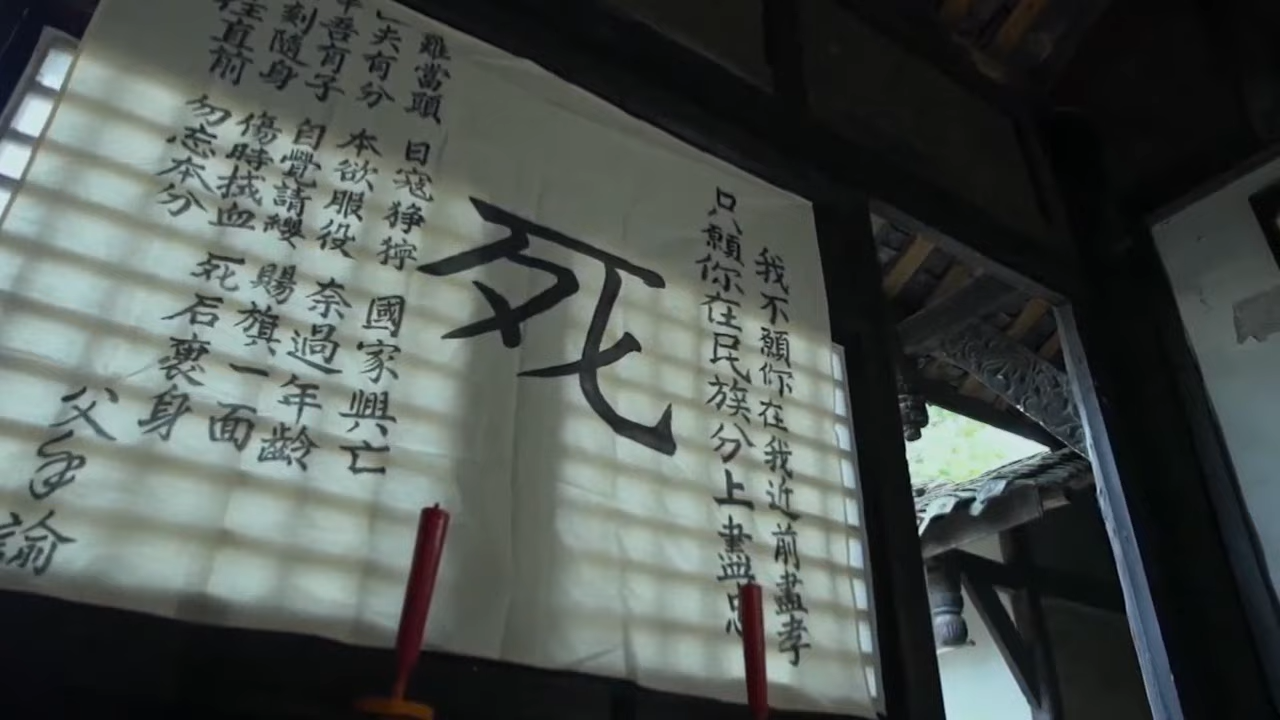 我不願你在我近前盡孝
只願你在民族分上盡忠
死
難當頭 日寇猙獰 國家興亡
夫有分 本欲服役 奈過年齡
吾有子 自覺請纓 賜旗一面
刻隨身 傷時拭血 死后裹身
往直前 勿忘本分
父手諭